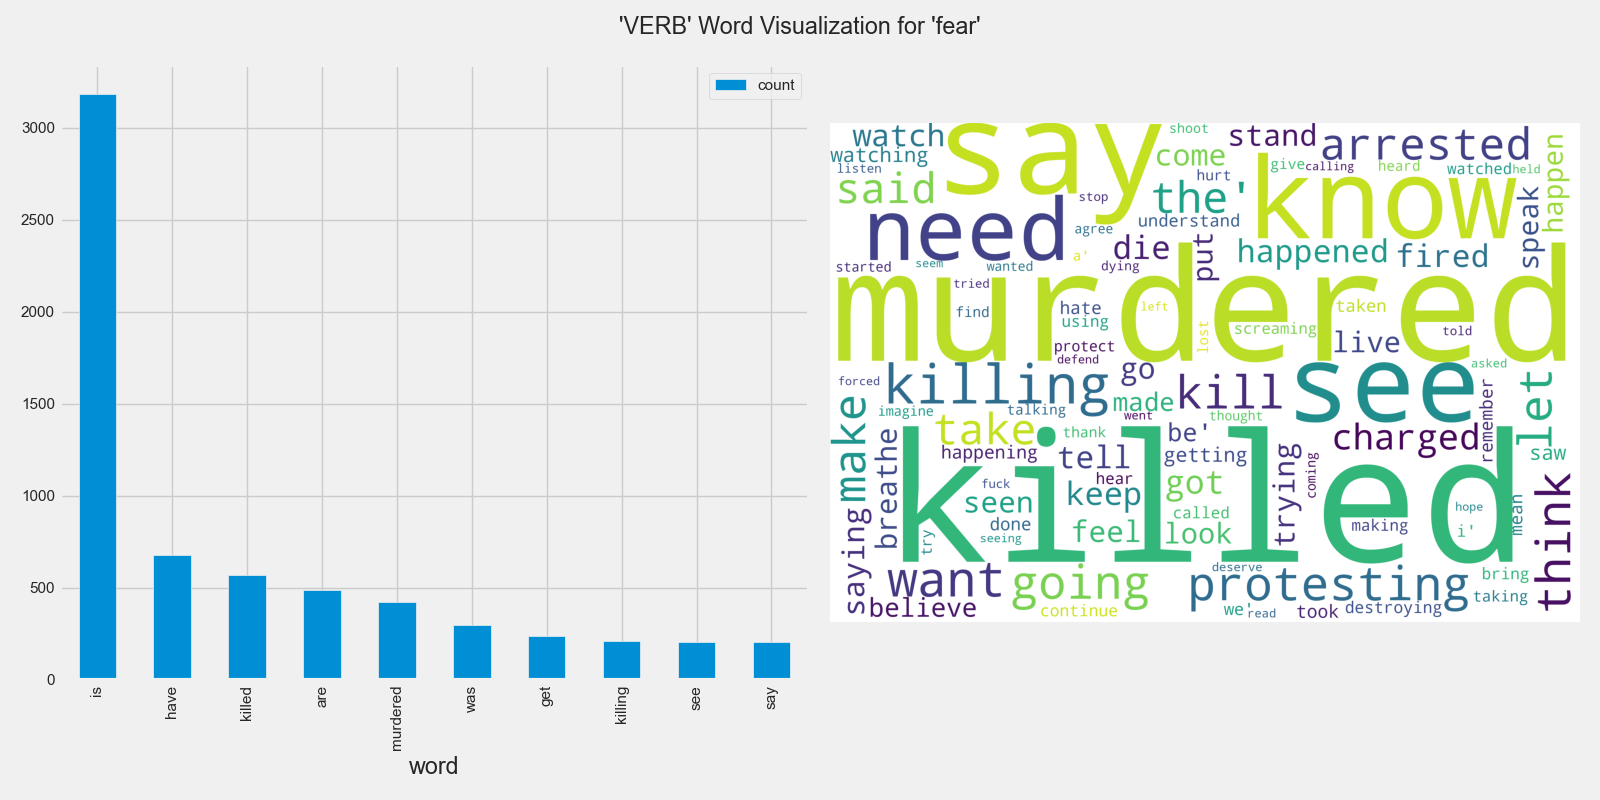 'VERB' Word Visualization for 'fear'
count
3000
2500
2000
1500
1000
500
0
is
have
killed
are
murdered
was
get
killing
see
say
word
watch
say
shoot
stand
arrested
happen
watching
come
give
calling
heard
watched
held
listen
said
hurt
the'
know
speak
need
stop
understand
agree
die
put
happened
fired
a'
started
seem
wanted
dying
murdered
tried
find
hate
left
taken
using
lost
screaming
told
protect
live
defend
killing
go
kill
see
asked
let
forced
imagine
talking
made
went
thought
remember
make
take
thank
be'
charged
saw
breathe
happening
tell
getting
trying
coming
killed
fuck
hear
seen
keep
got
think
saying
try
done
seeing
feel
called
look
making
hope
i'
mean
want
going
deserve
protesting
bring
believe
continue
we'
read
took
destroying
taking